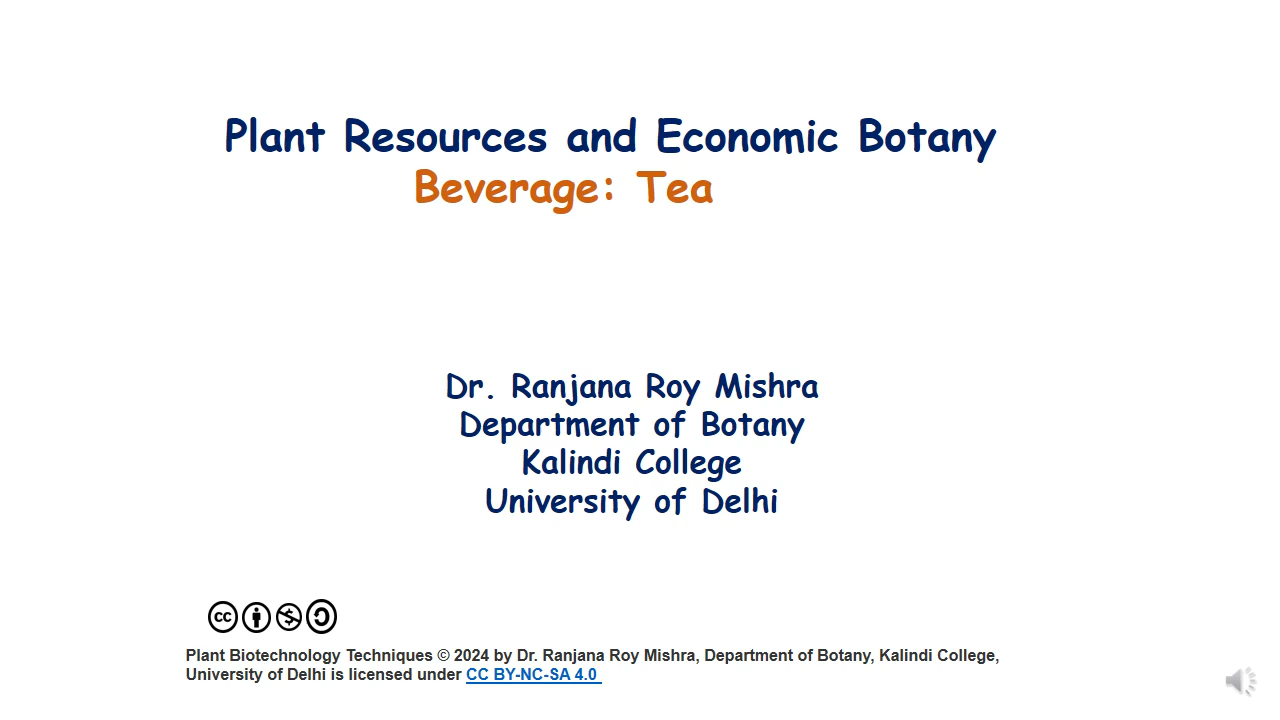 Plant Resources and Economic Botany
Beverage: Tea
Dr. Ranjana Roy Mishra
Department of Botany
Kalindi College
University of Delhi
cc
Plant Biotechnology Techniques © 2024 by Dr. Ranjana Roy Mishra, Department of Botany, Kalindi College,
University of Delhi is licensed under CC BY-NC-SA 4.0